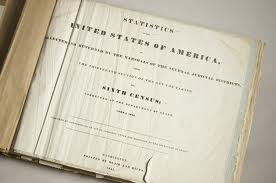 STATISTICS
OF THE
UNITED STATES OF AMERICA,
AS COLLECTED AND RETURNED BY THE MARSHALS OF THE SEVERAL JUDICIAL DISTRICTS,
UNDER
THE THIRTEENTH SECTION OF THE ACT FOR TAKING
THE
SIXTH CENSUS;
CORRECTED AT THE DEPARTMENT OF STATE
JUNE 1, 1840.
WASHINGTON:
PRINTED BY BLAIR AND RIVES.
1841.